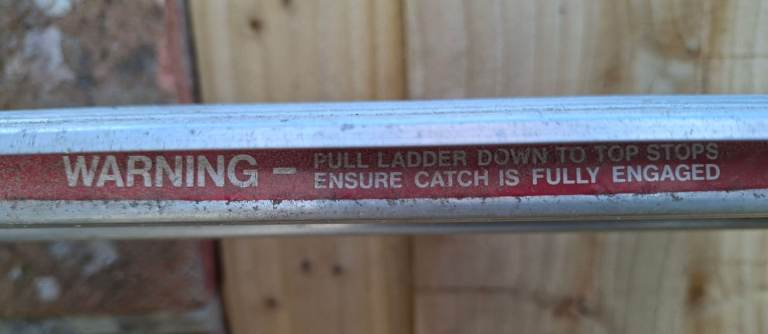 WARNING – PULL LADDER DOWN TO TOP STOPS
ENSURE CATCH IS FULLY ENGAGED